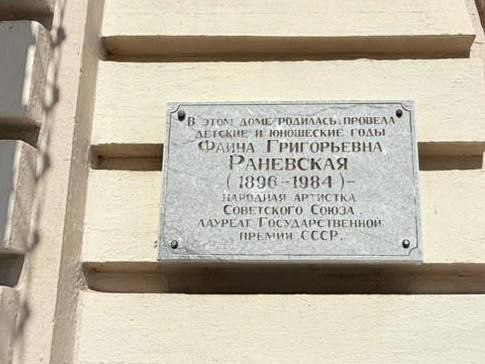 В ЭТОМ ДОМЕ РОДИЛАСЬ, ПРОВЕЛА
ДЕТСКИЕ И ЮНОШЕСКИЕ ГОДЫ
ФАИНА ГРИГОРЬЕВНА
РАНЕВСКАЯ
(1896-1984)-
НАРОДНАЯ АРТИСТКА
СОВЕТСКОГО СОЮЗА
ЛАУРЕАТ ГОСУДАРСТВЕННОЙ
ПРЕМИИ СССР.